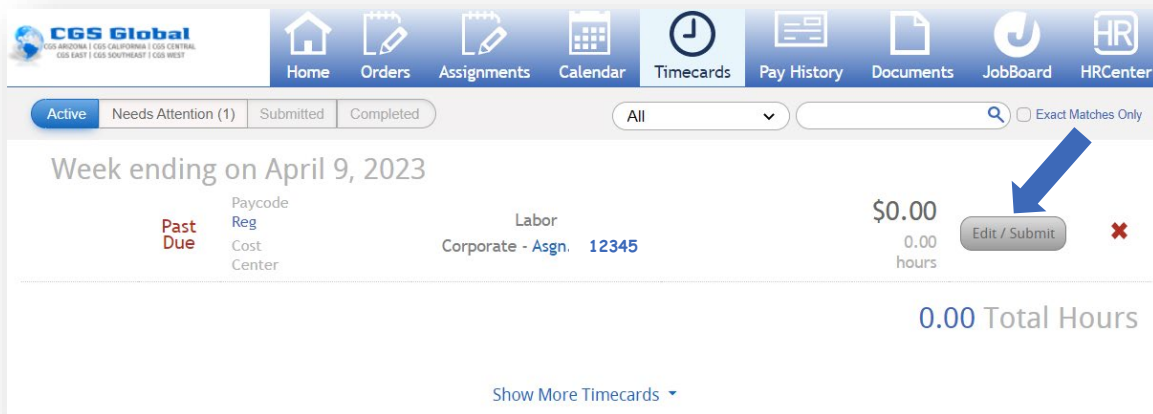 CGS Global
CGS ARIZONA | CGS CALIFORNIA | CGS CENTRAL
CGS EAST | CGS SOUTHEAST | CGS WEST
Home
Orders
Assignments
Calendar
Timecards
Pay History
Documents
JobBoard
HR
HRCenter
Active
Needs Attention (1)
Submitted
Completed
All
Exact Matches Only
Week ending on April 9, 2023
Past
Due
Paycode
Reg
Cost
Center
Labor
Corporate - Asgn. 12345
$0.00
0.00
hours
Edit / Submit
0.00 Total Hours
Show More Timecards